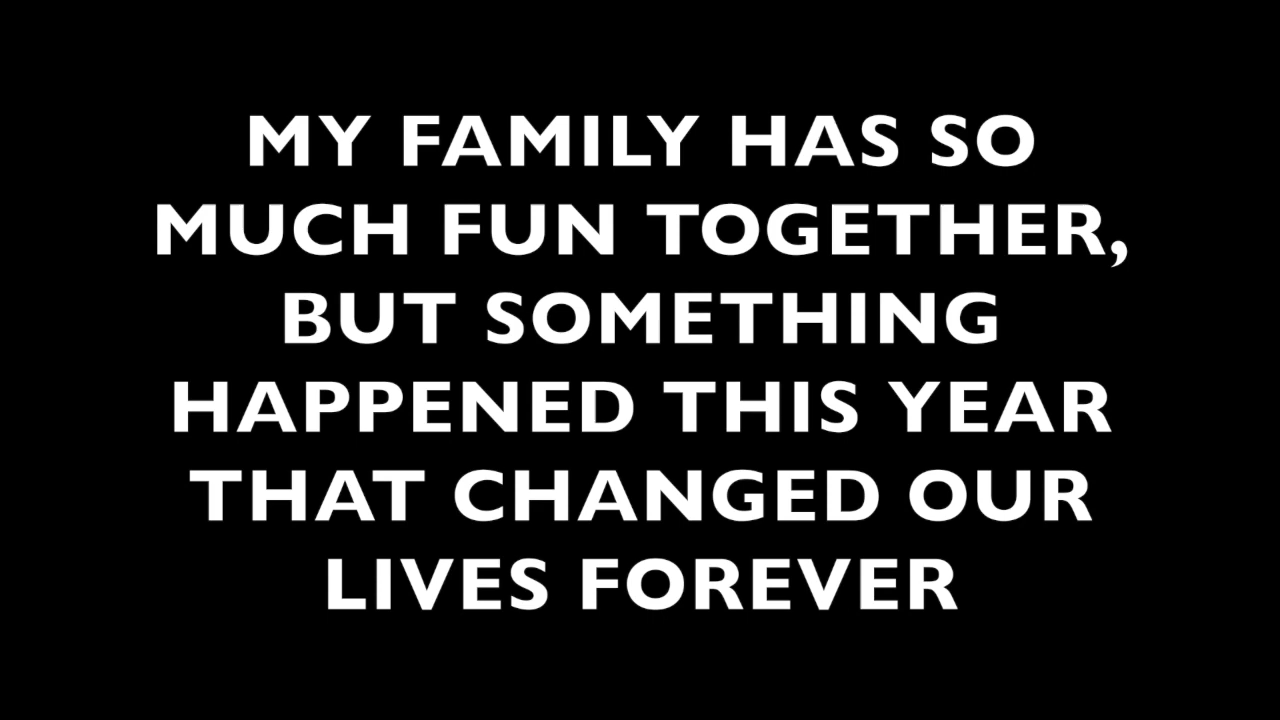 MY FAMILY HAS SO
MUCH FUN TOGETHER,
BUT SOMETHING
HAPPENED THIS YEAR
THAT CHANGED OUR
LIVES FOREVER